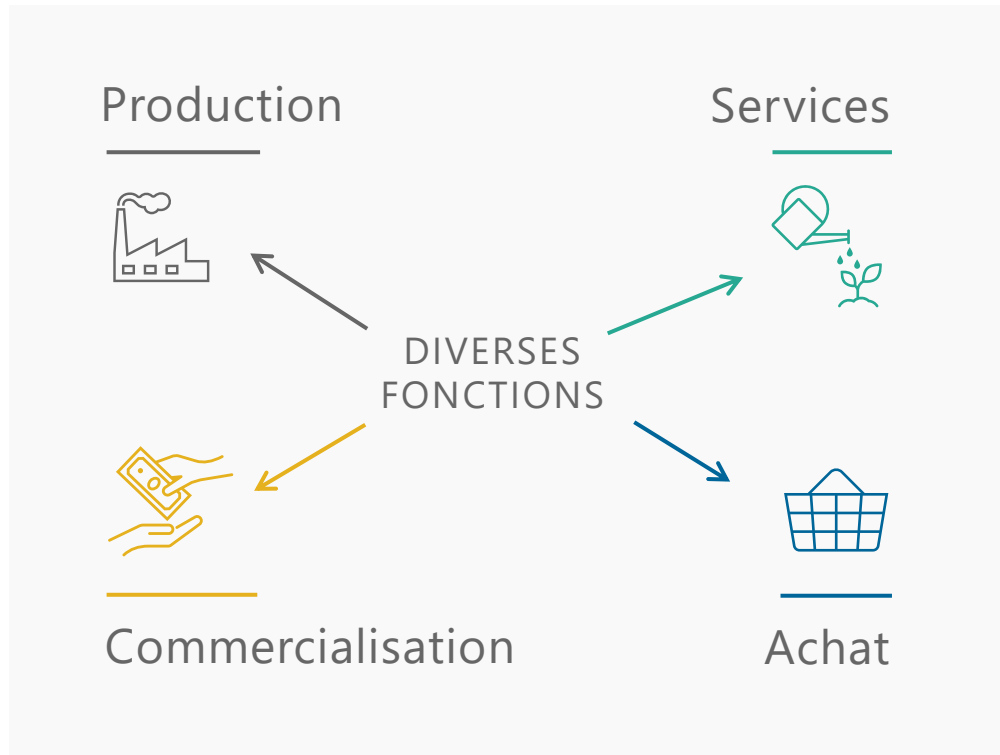 Production
Services
DIVERSES
FONCTIONS
Commercialisation
Achat